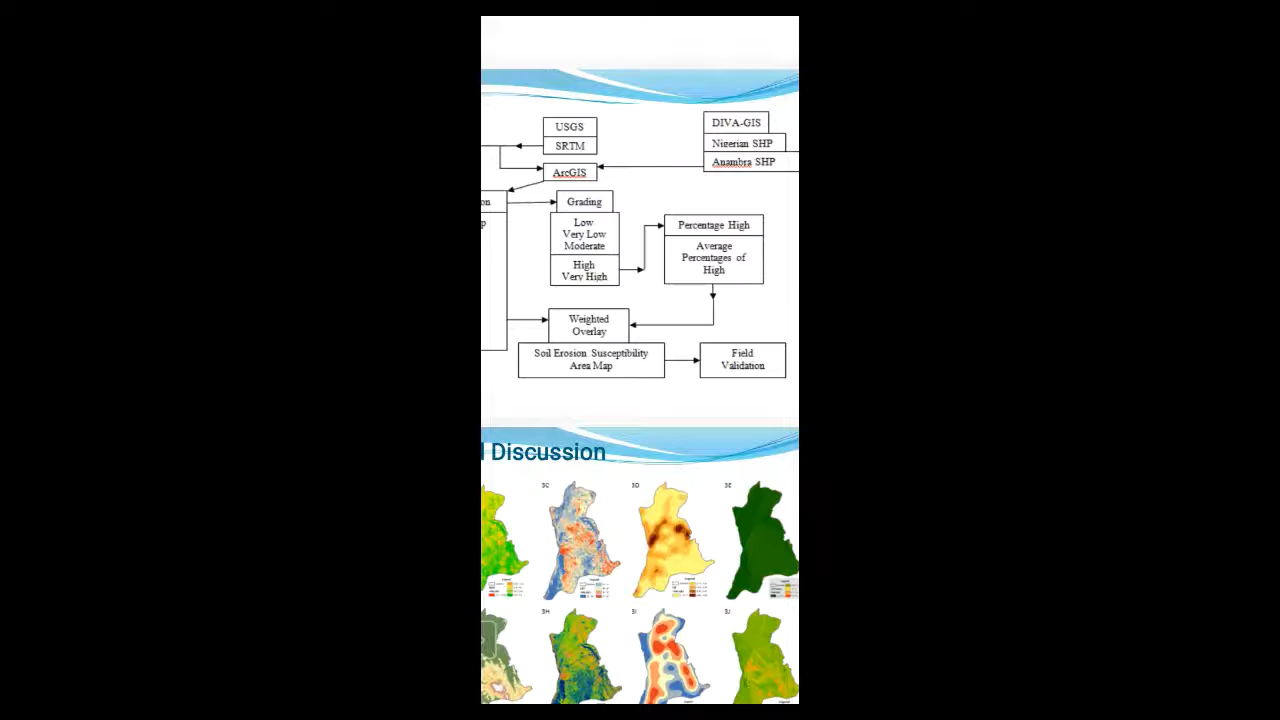 USGS
SRTM
ArcGIS
DIVA-GIS
Nigerian SHP
Anambra SHP
on
p
Grading
Low
Very Low
Moderate
High
Very High
Percentage High
Average
Percentages of
High
Weighted
Overlay
Soil Erosion Susceptibility
Area Map
Field
Validation
Discussion
3C
3D
3E
3H
3I
3J